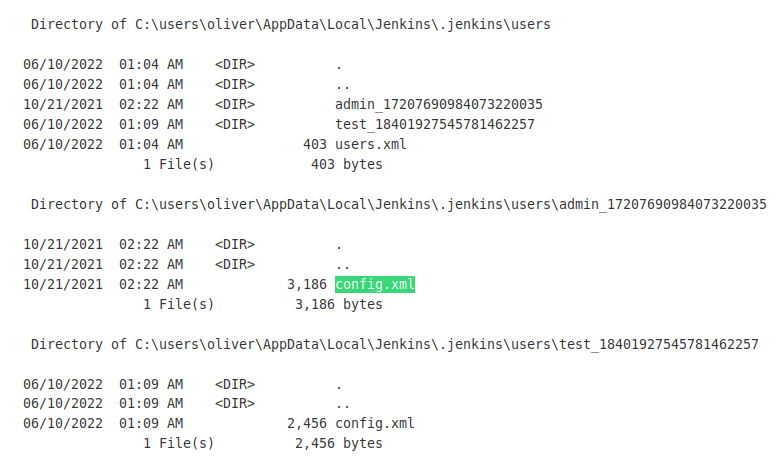 Directory of C:\users\oliver\AppData\Local\Jenkins\.jenkins\users
06/10/2022  01:04 AM    <DIR>          .
06/10/2022  01:04 AM    <DIR>          ..
10/21/2021  02:22 AM    <DIR>          admin_17207690984073220035
06/10/2022  01:09 AM    <DIR>          test_18401927545781462257
06/10/2022  01:04 AM               403 users.xml
               1 File(s)            403 bytes
Directory of C:\users\oliver\AppData\Local\Jenkins\.jenkins\users\admin_17207690984073220035
10/21/2021  02:22 AM    <DIR>          .
10/21/2021  02:22 AM    <DIR>          ..
10/21/2021  02:22 AM             3,186 config.xml
               1 File(s)          3,186 bytes
Directory of C:\users\oliver\AppData\Local\Jenkins\.jenkins\users\test_18401927545781462257
06/10/2022  01:09 AM    <DIR>          .
06/10/2022  01:09 AM    <DIR>          ..
06/10/2022  01:09 AM             2,456 config.xml
               1 File(s)          2,456 bytes